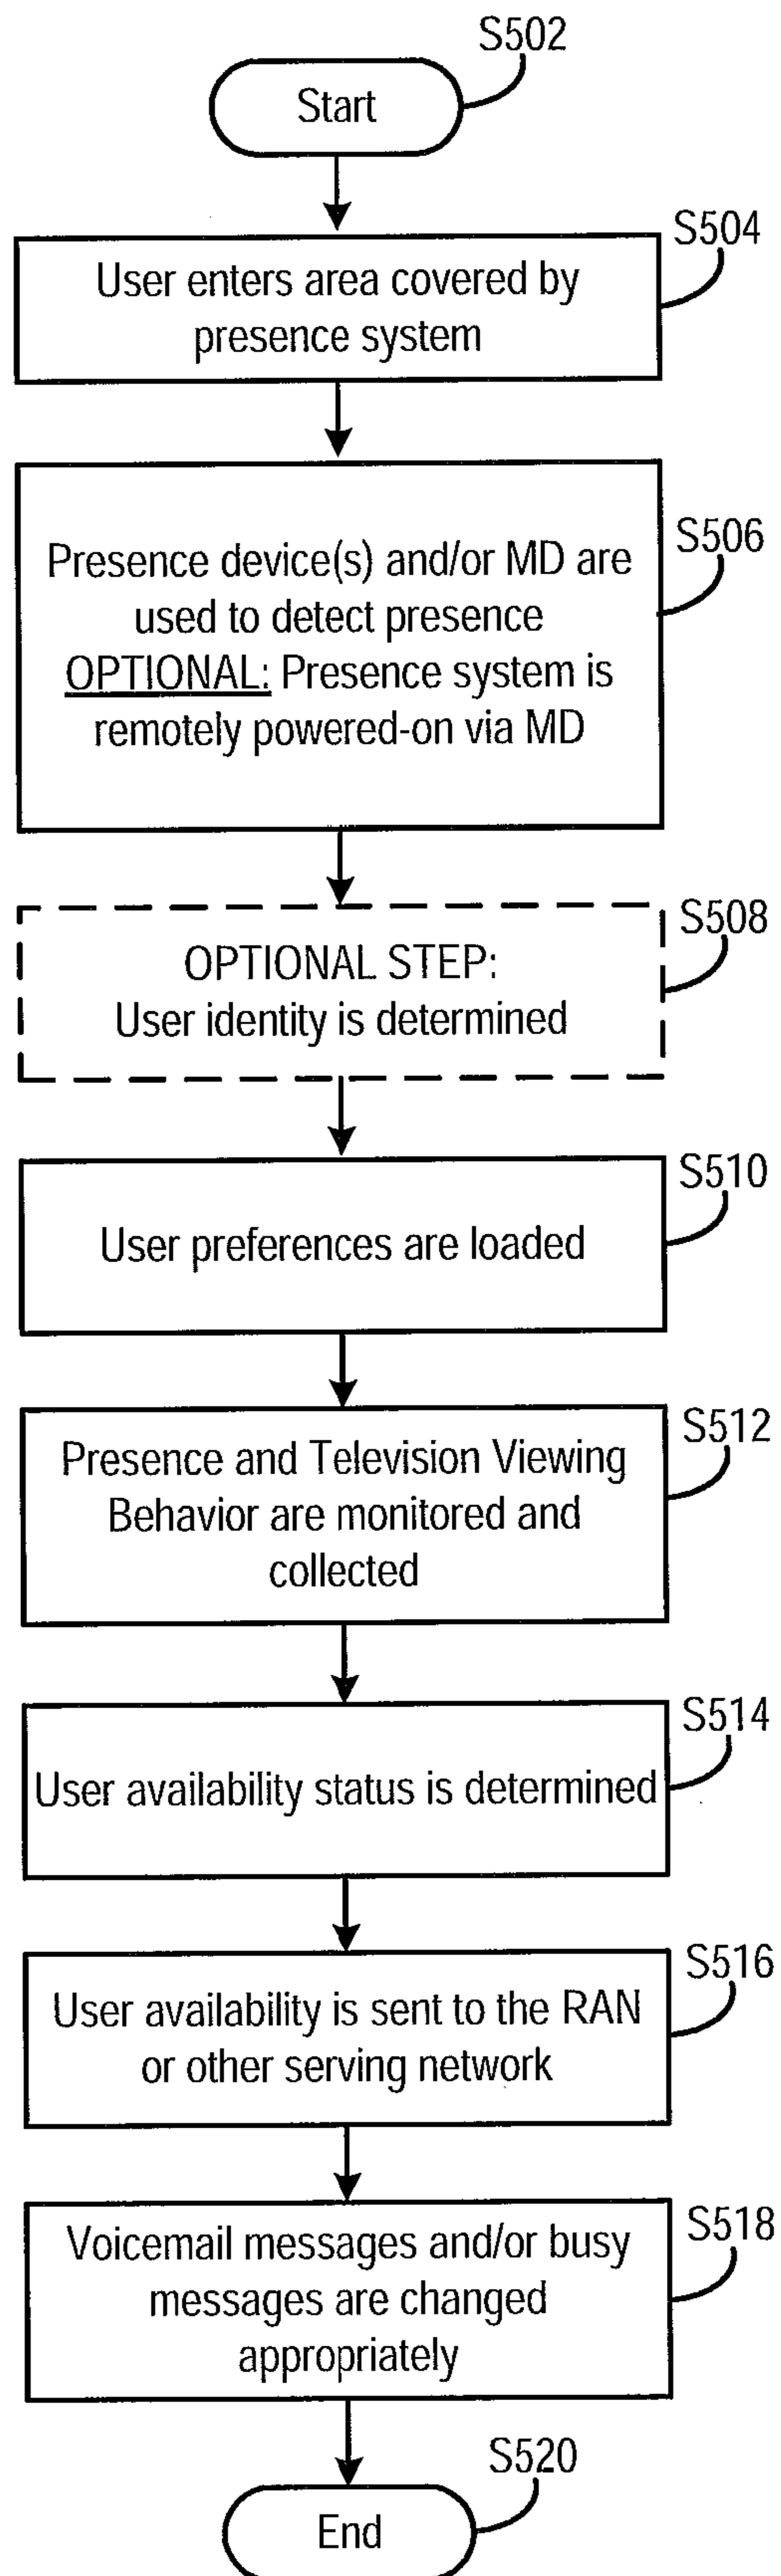 S502
Start
S504
User enters area covered by
presence system
S506
Presence device(s) and/or MD are
used to detect presence
OPTIONAL: Presence system is
remotely powered-on via MD
S508
OPTIONAL STEP:
User identity is determined
S510
User preferences are loaded
S512
Presence and Television Viewing
Behavior are monitored and
collected
S514
User availability status is determined
S516
User availability is sent to the RAN
or other serving network
S518
Voicemail messages and/or busy
messages are changed
appropriately
S520
End